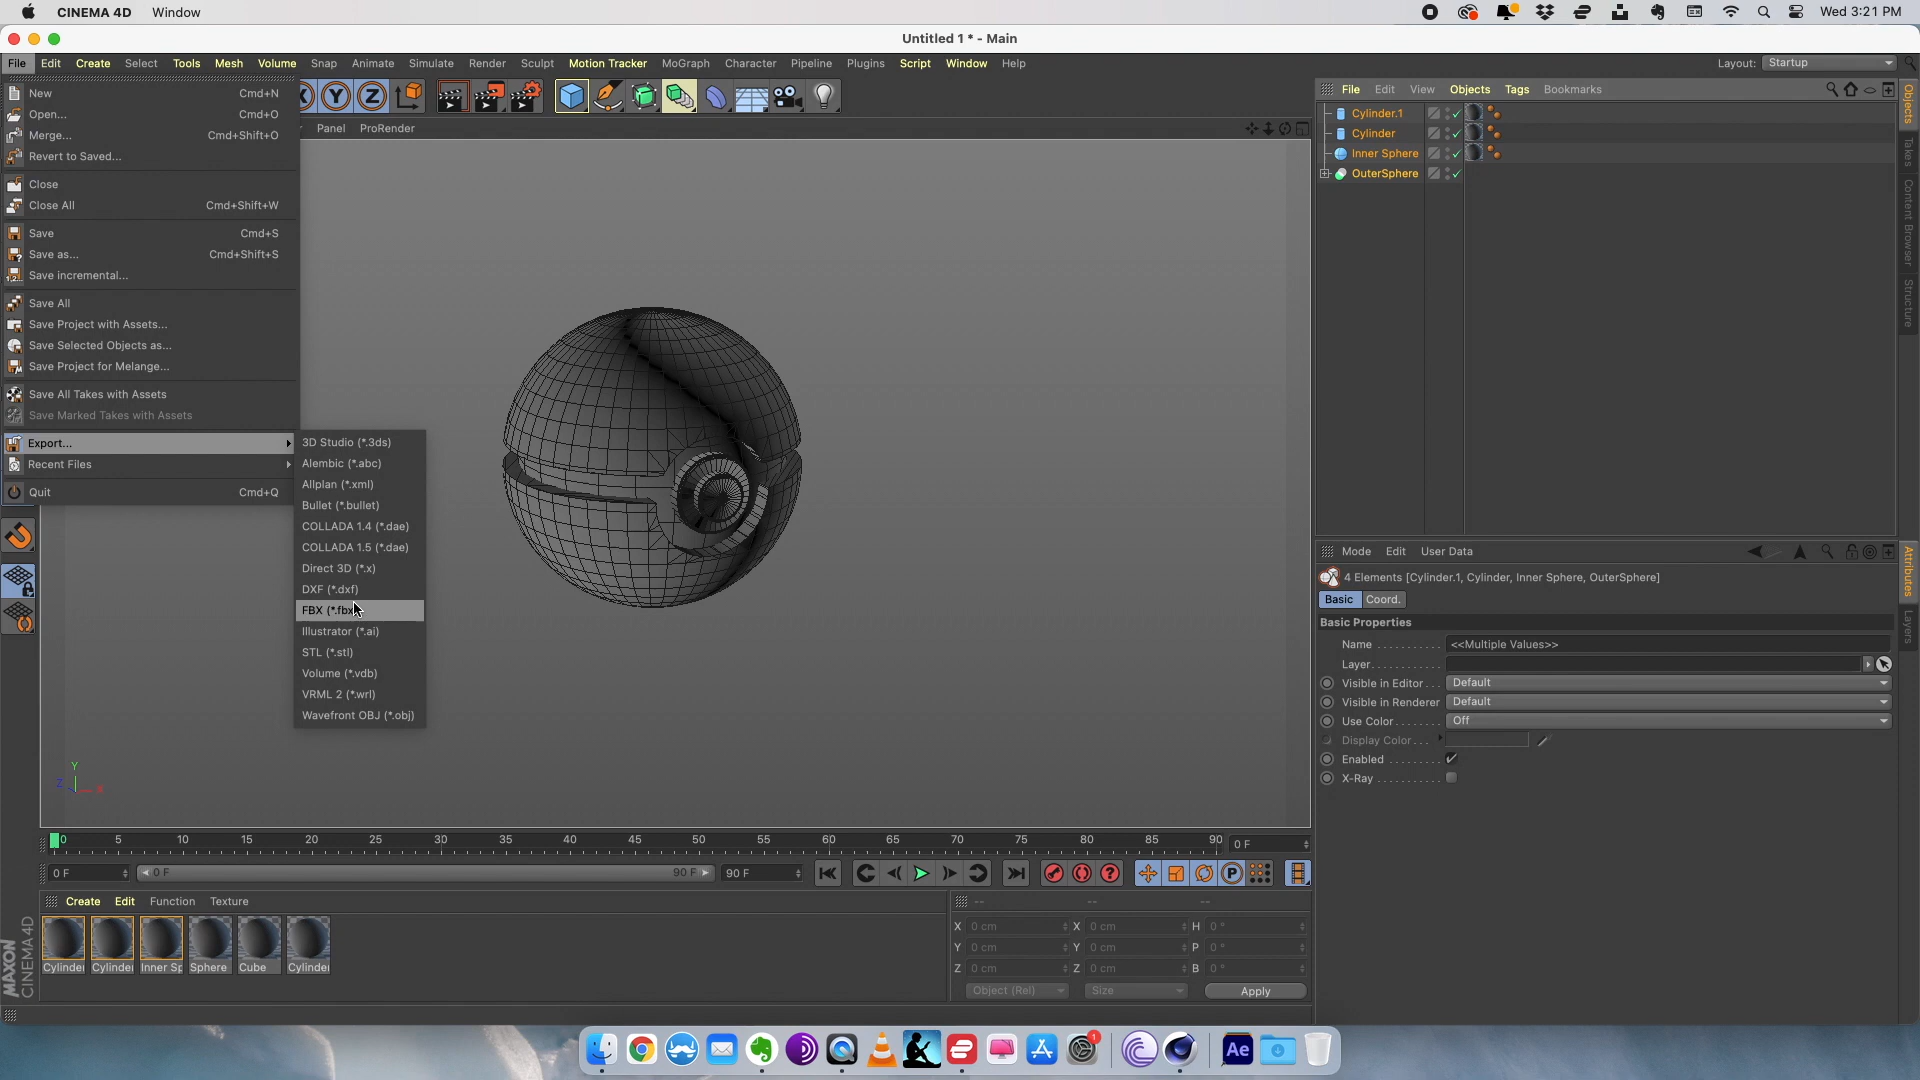 CINEMA 4D Window Wed 3:21 PM
Untitled 1 * - Main
File Edit Create Select Tools Mesh Volume Snap Animate Simulate Render Sculpt Motion Tracker MoGraph Character Pipeline Plugins Script Window Help Layout: Startup
New Cmd+N
Open... Cmd+O
Merge... Cmd+Shift+O
Revert to Saved...
Close
Close All Cmd+Shift+W
Save Cmd+S
Save as... Cmd+Shift+S
Save incremental...
Save All
Save Project with Assets...
Save Selected Objects as...
Save Project for Melange...
Save All Takes with Assets
Save Marked Takes with Assets
Export...
Recent Files
Quit Cmd+Q
3D Studio (*.3ds)
Alembic (*.abc)
Allplan (*.xml)
Bullet (*.bullet)
COLLADA 1.4 (*.dae)
COLLADA 1.5 (*.dae)
Direct 3D (*.x)
DXF (*.dxf)
FBX (*.fbx
Illustrator (*.ai)
STL (*.stl)
Volume (*.vdb)
VRML 2 (*.wrl)
Wavefront OBJ (*.obj)
X Y Z
Panel ProRender
File Edit View Objects Tags Bookmarks
Cylinder.1
Cylinder
Inner Sphere
OuterSphere
Objects
Takes
Content Browser
Structure
Mode Edit User Data
4 Elements [Cylinder.1, Cylinder, Inner Sphere, OuterSphere]
Basic Coord.
Basic Properties
Name . . . . . . . . . . . <<Multiple Values>>
Layer. . . . . . . . . . . .
Visible in Editor . . . Default
Visible in Renderer Default
Use Color. . . . . . . . Off
Display Color. . .
Enabled . . . . . . . . .
X-Ray . . . . . . . . . . .
Attributes
Layers
Y
Z X
0 5 10 15 20 25 30 35 40 45 50 55 60 65 70 75 80 85 90 0 F
0 F 0 F 90 F 90 F P
Create Edit Function Texture
Cylinder Cylinder Inner Sp Sphere Cube Cylinder
-- -- --
X 0 cm X 0 cm H 0 °
Y 0 cm Y 0 cm P 0 °
Z 0 cm Z 0 cm B 0 °
Object (Rel) Size Apply
MAXON
CINEMA4D
1
Ae